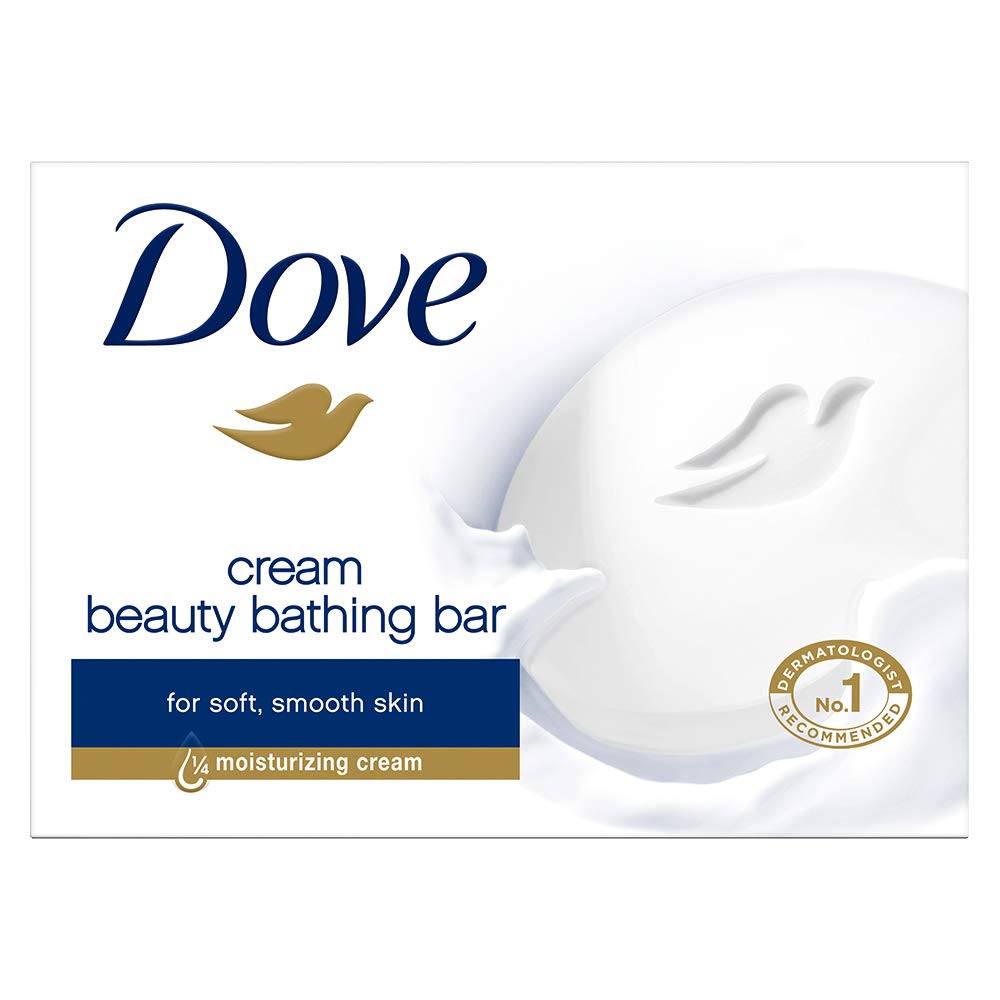 Dove
cream
beauty bathing bar
for soft, smooth skin
¼ moisturizing cream
DERMATOLOGIST
No.1
RECOMMENDED